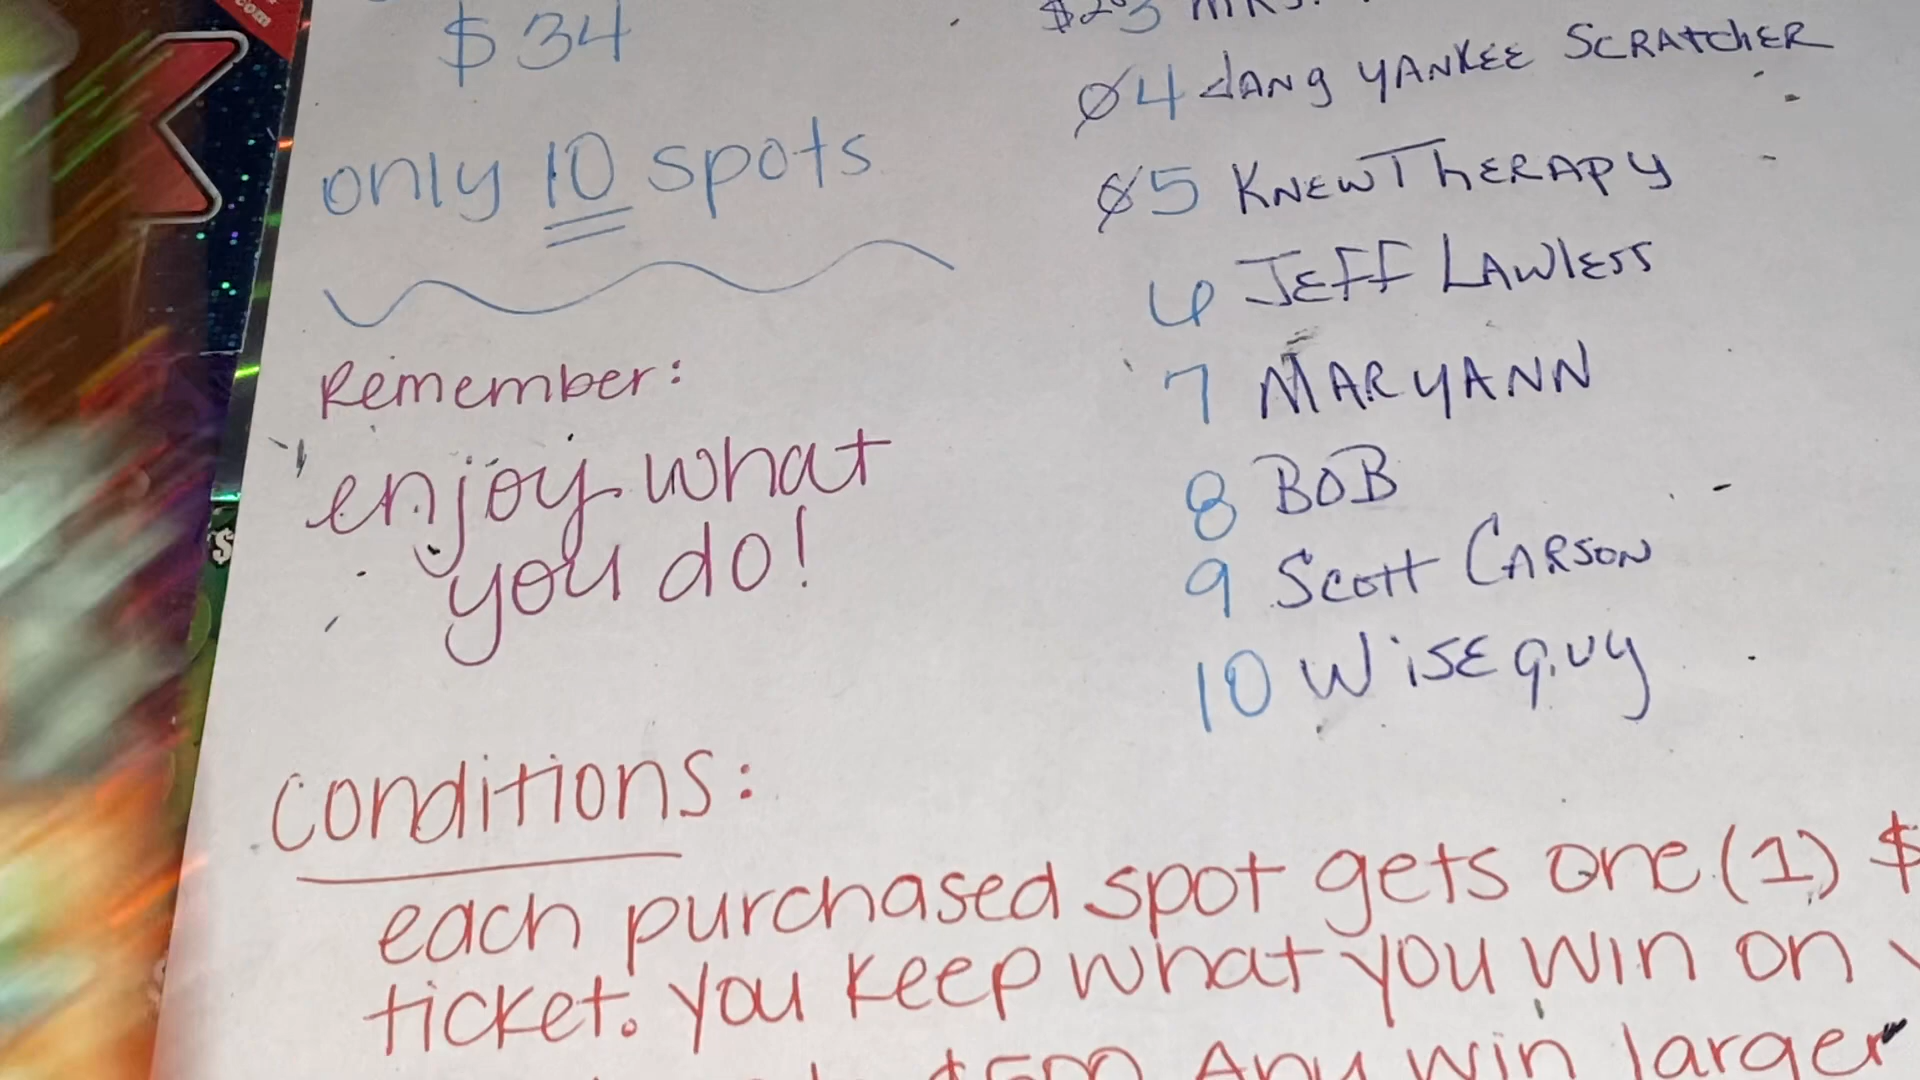 $34
only 10 spots
Remember:
enjoy what
you do!
Ø4 dang YANKEE SCRATCHER
Ø5 KNEWTHERAPY
6 JEFF LAWLESS
7 MARYANN
8 BOB
9 Scott CARSON
10 WiSEguy
Conditions:
each purchased spot gets one (1) $
ticket. You keep what you win on
$500 Any win larger